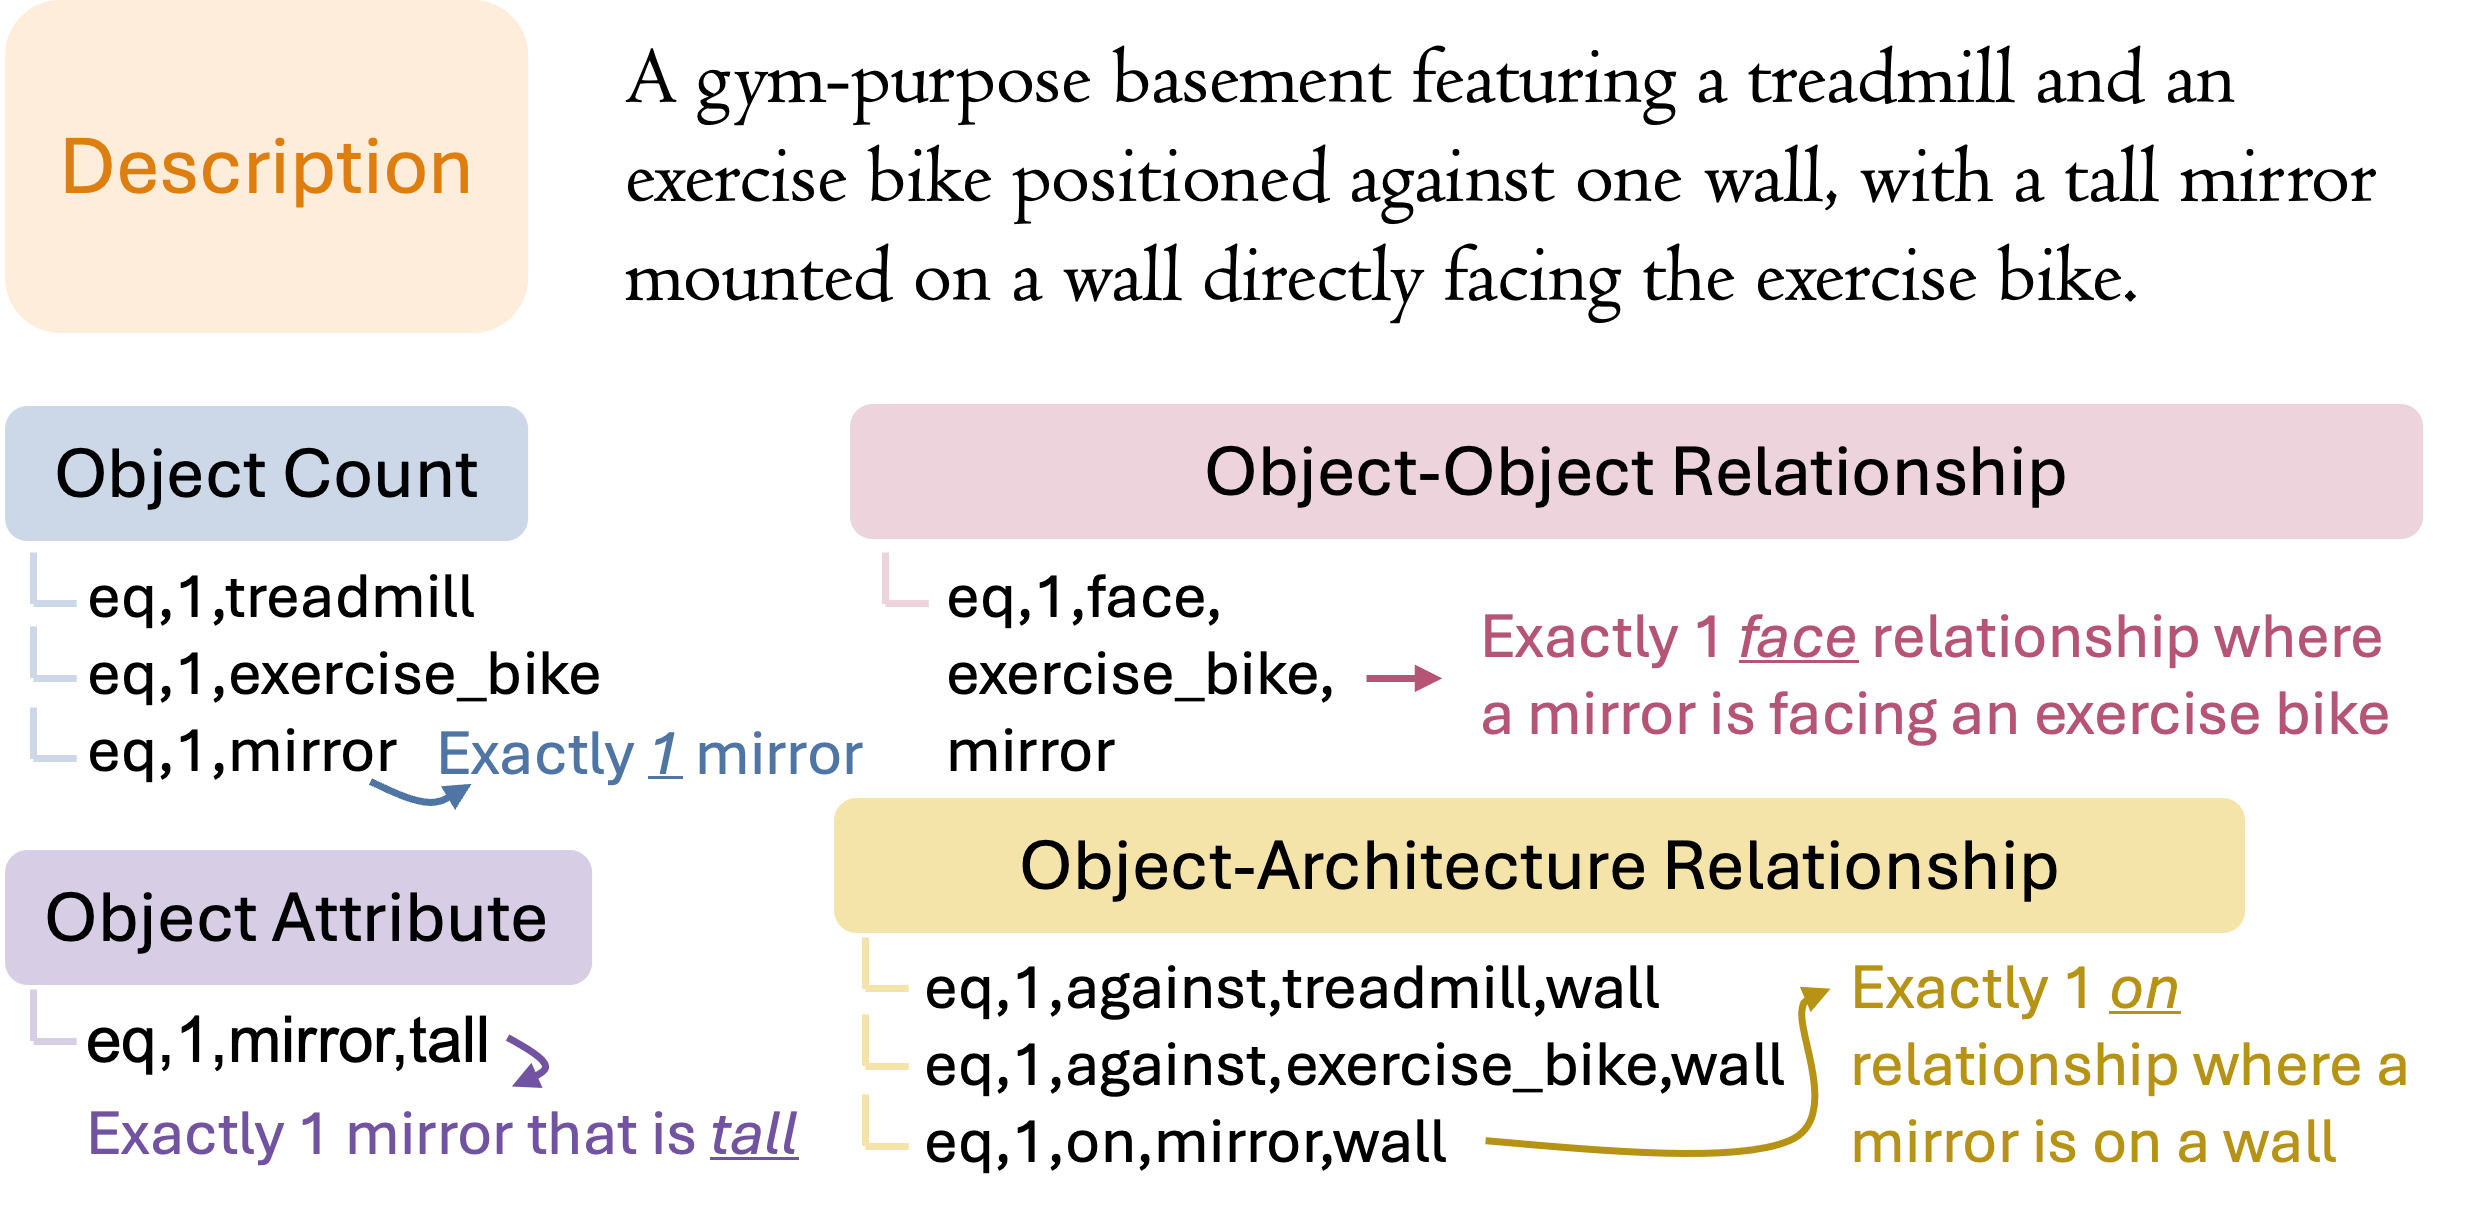 Description
A gym-purpose basement featuring a treadmill and an
exercise bike positioned against one wall, with a tall mirror
mounted on a wall directly facing the exercise bike.
Object Count
eq,1,treadmill
eq,1,exercise_bike
eq,1,mirror
Exactly 1 mirror
Object-Object Relationship
eq,1,face,
exercise_bike,
mirror
Exactly 1 face relationship where
a mirror is facing an exercise bike
Object Attribute
eq,1,mirror,tall
Exactly 1 mirror that is tall
Object-Architecture Relationship
eq,1,against,treadmill,wall
eq,1,against,exercise_bike,wall
eq,1,on,mirror,wall
Exactly 1 on
relationship where a
mirror is on a wall